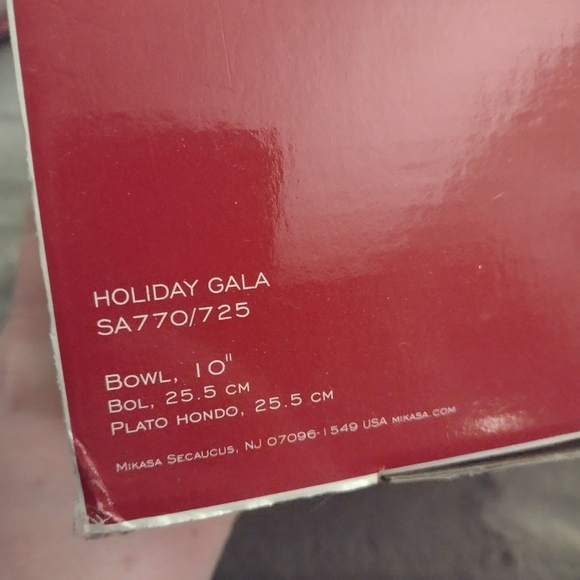 HOLIDAY GALA
SA770/725
BOWL, 10"
BOL, 25.5 CM
PLATO HONDO, 25.5 CM
MIKASA SECAUCUS, NJ 07096-1549 USA MIKASA.COM